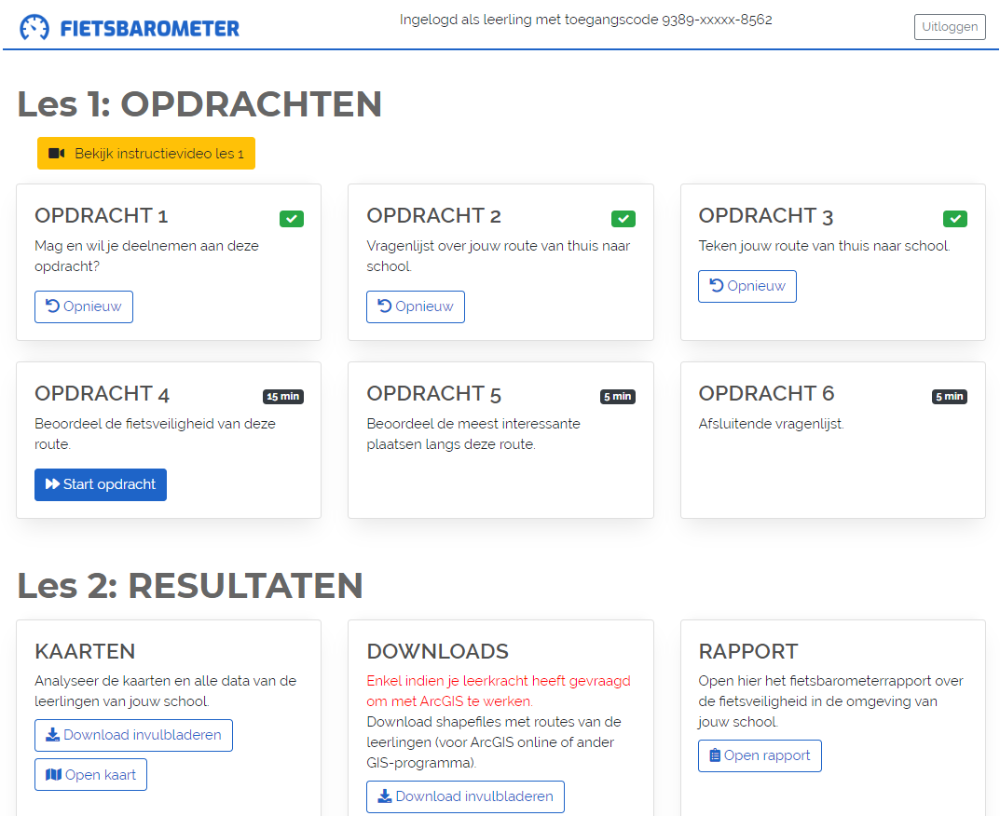 FIETSBAROMETER
Ingelogd als leerling met toegangscode 9389-xxxxx-8562
Uitloggen
Les 1: OPDRACHTEN
Bekijk instructievideo les 1
OPDRACHT 1
Mag en wil je deelnemen aan deze
opdracht?
Opnieuw
OPDRACHT 2
Vragenlijst over jouw route van thuis naar
school.
Opnieuw
OPDRACHT 3
Teken jouw route van thuis naar school.
Opnieuw
OPDRACHT 4
15 min
Beoordeel de fietsveiligheid van deze
route.
Start opdracht
OPDRACHT 5
5 min
Beoordeel de meest interessante
plaatsen langs deze route.
OPDRACHT 6
5 min
Afsluitende vragenlijst.
Les 2: RESULTATEN
KAARTEN
Analyseer de kaarten en alle data van de
leerlingen van jouw school.
Download invulbladeren
Open kaart
DOWNLOADS
Enkel indien je leerkracht heeft gevraagd
om met ArcGIS te werken.
Download shapefiles met routes van de
leerlingen (voor ArcGIS online of ander
GIS-programma).
Download invulbladeren
RAPPORT
Open hier het fietsbarometerrapport over
de fietsveiligheid in de omgeving van
jouw school.
Open rapport